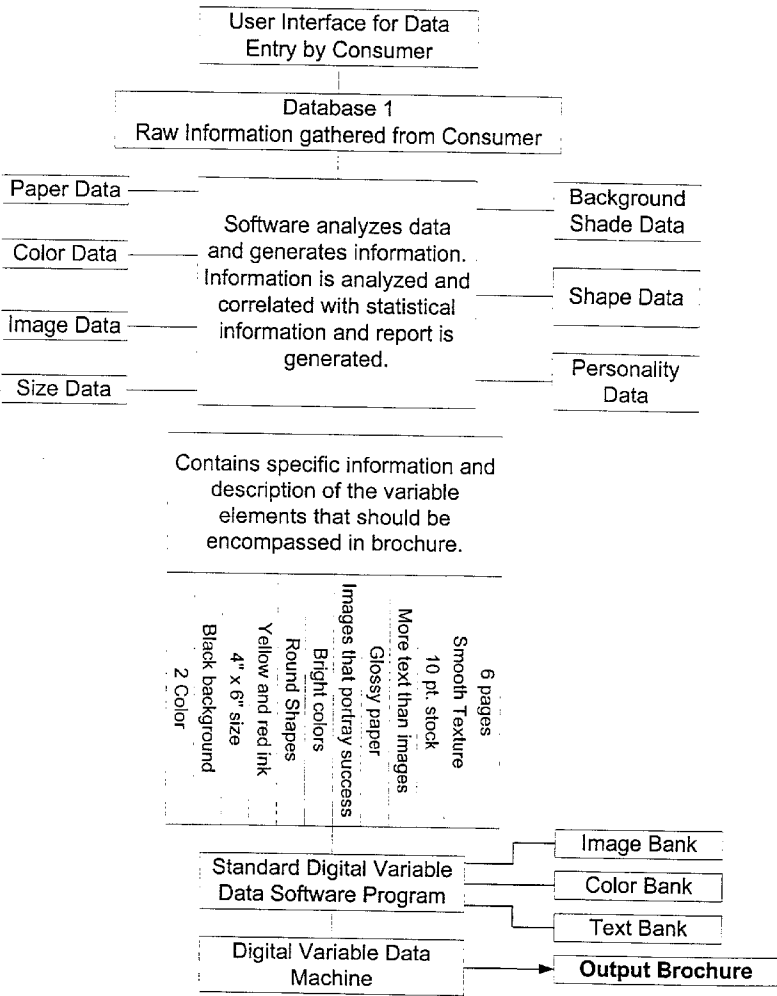 User Interface for Data
Entry by Consumer
Database 1
Raw Information gathered from Consumer
Paper Data
Color Data
Image Data
Size Data
Software analyzes data
and generates information.
Information is analyzed and
correlated with statistical
information and report is
generated.
Background
Shade Data
Shape Data
Personality
Data
Contains specific information and
description of the variable
elements that should be
encompassed in brochure.
6 pages
Smooth Texture
10 pt. stock
More text than images
Glossy paper
Images that portray success
Bright colors
Round Shapes
Yellow and red ink
4" x 6" size
Black background
2 Color
Standard Digital Variable
Data Software Program
Image Bank
Color Bank
Text Bank
Digital Variable Data
Machine
Output Brochure